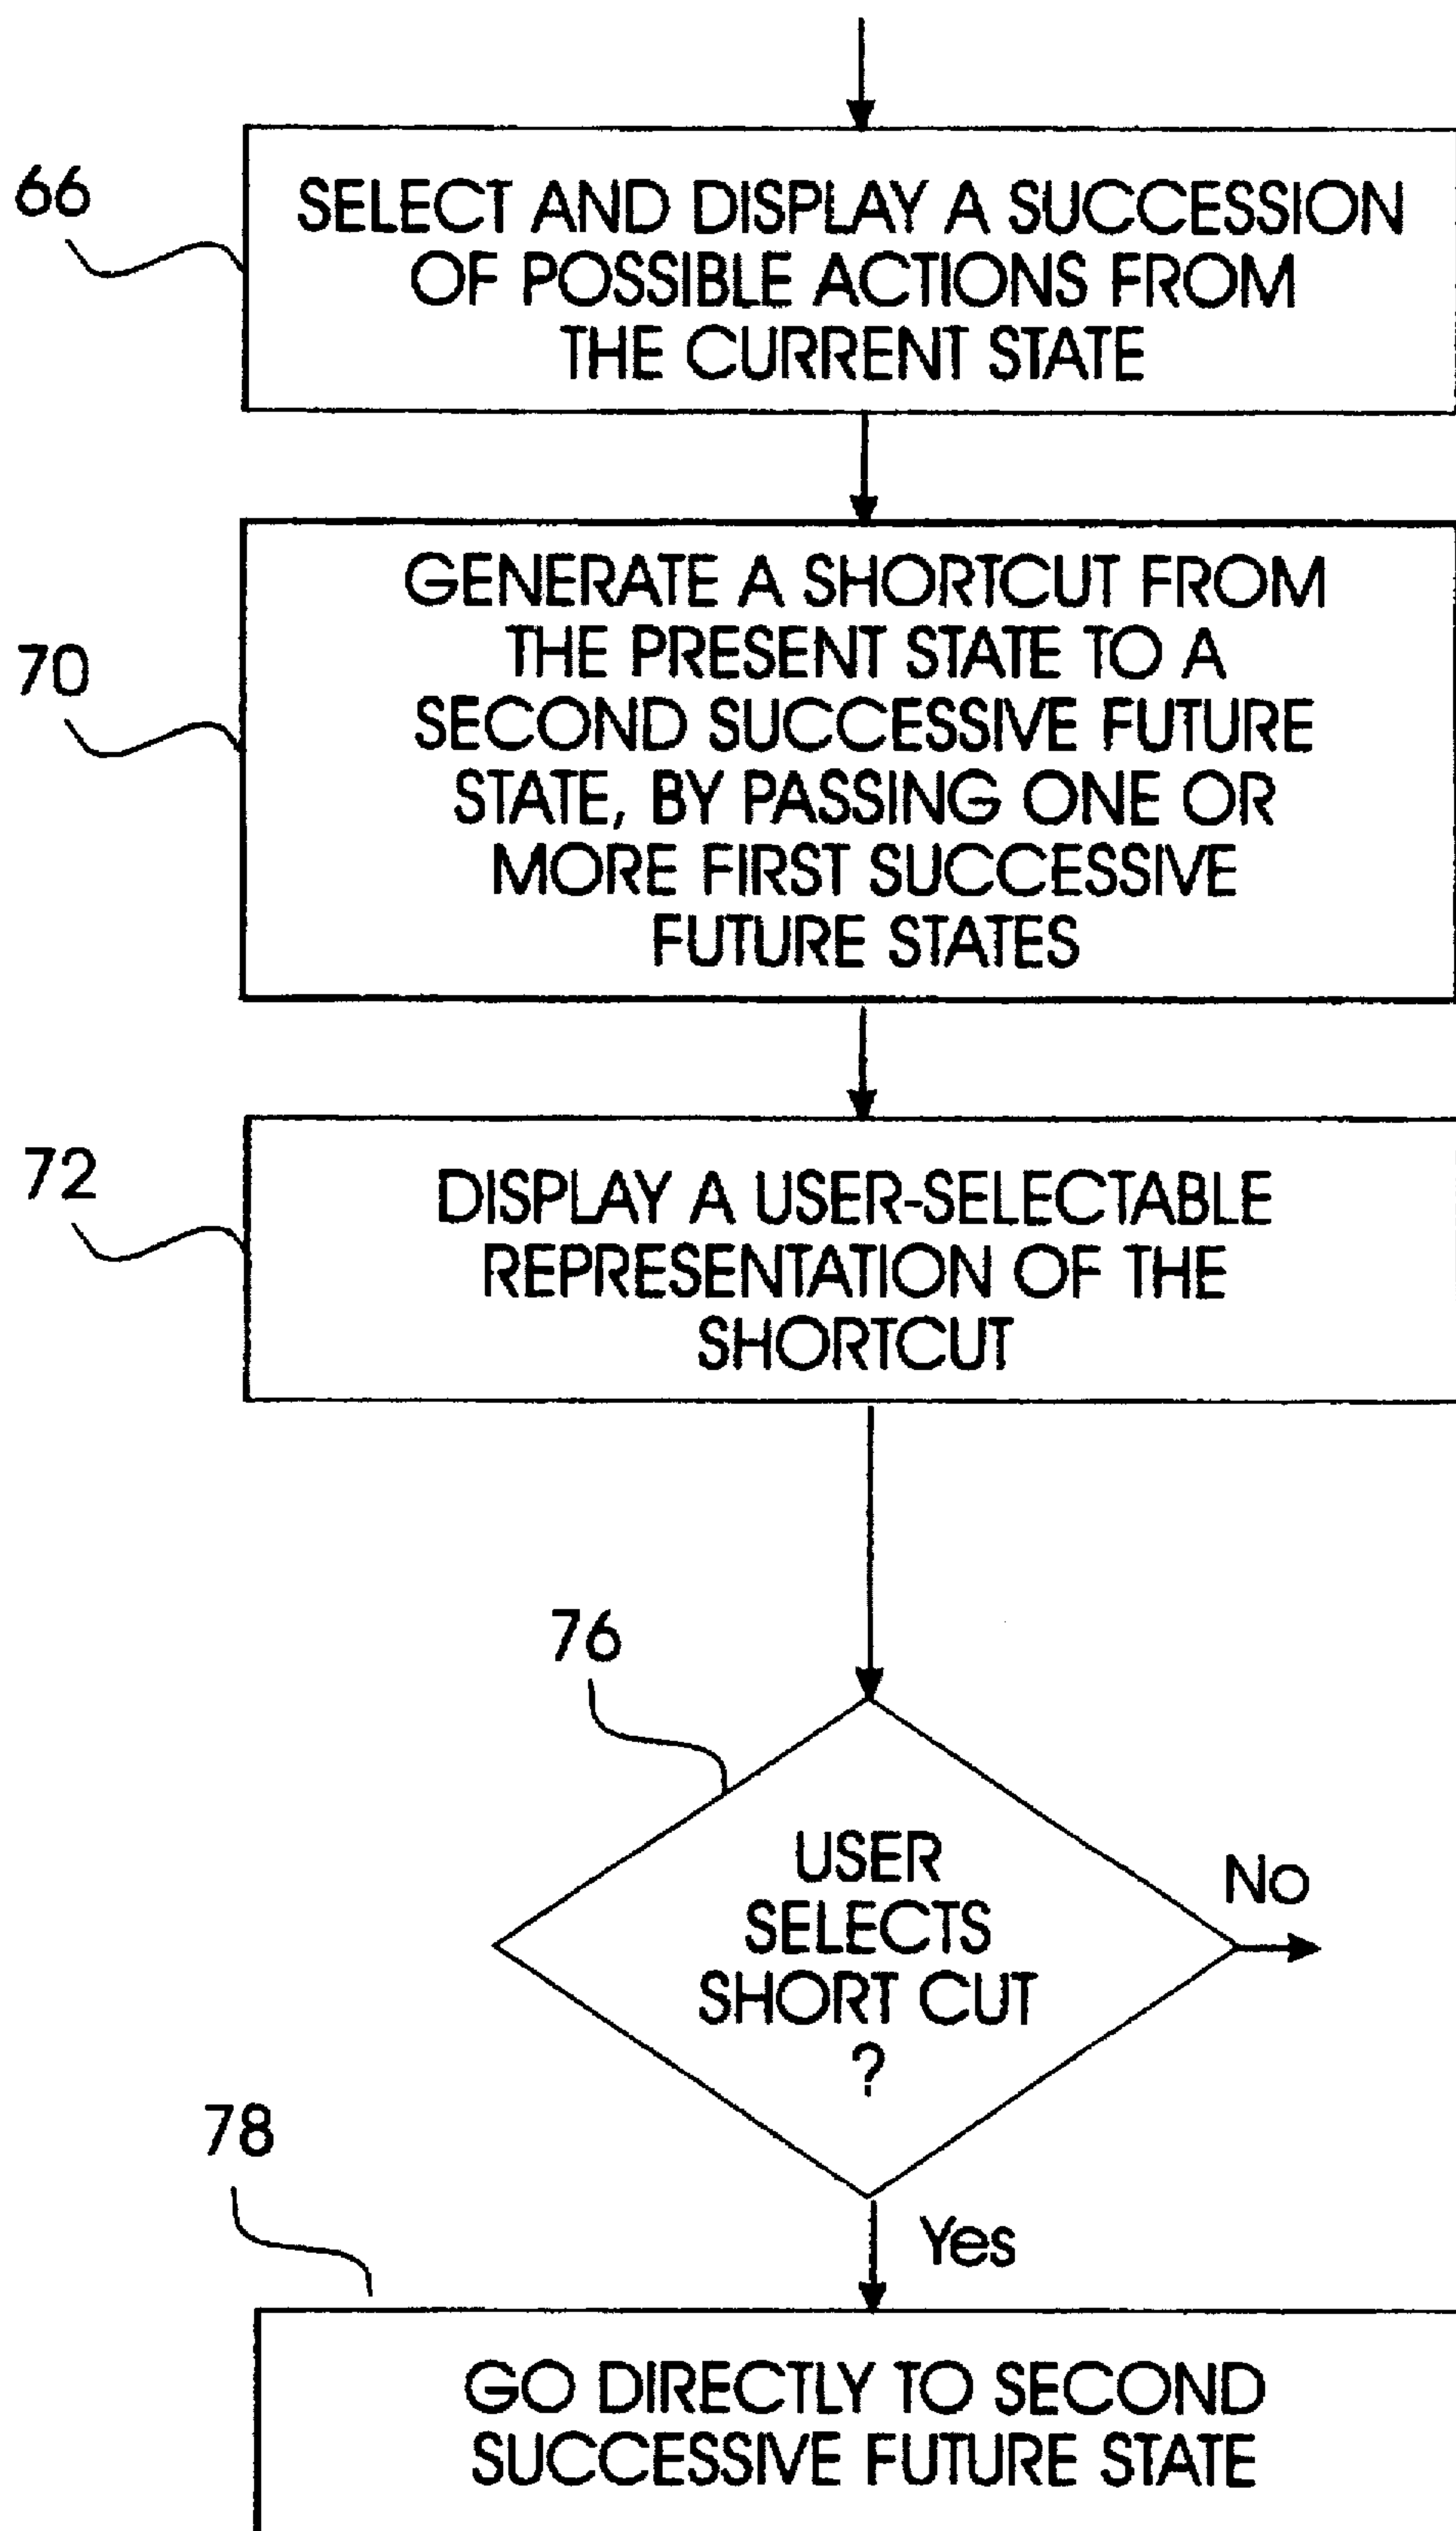 66
SELECT AND DISPLAY A SUCCESSION
OF POSSIBLE ACTIONS FROM
THE CURRENT STATE
70
GENERATE A SHORTCUT FROM
THE PRESENT STATE TO A
SECOND SUCCESSIVE FUTURE
STATE, BY PASSING ONE OR
MORE FIRST SUCCESSIVE
FUTURE STATES
72
DISPLAY A USER-SELECTABLE
REPRESENTATION OF THE
SHORTCUT
76
USER
SELECTS
SHORT CUT
?
No
Yes
78
GO DIRECTLY TO SECOND
SUCCESSIVE FUTURE STATE